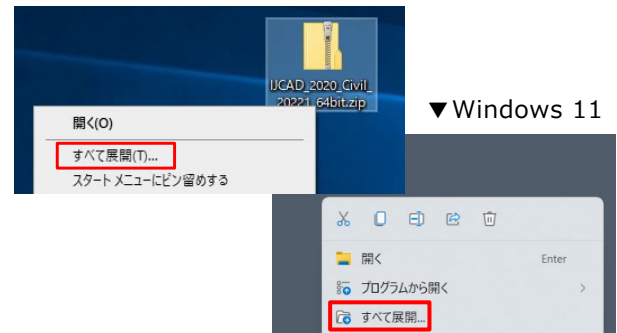 IJCAD_2020_Civil_
20221_64bit.zip
開く(O)
すべて展開(T)...
スタート メニューにピン留めする
▼Windows 11
開く Enter
プログラムから開く
すべて展開...